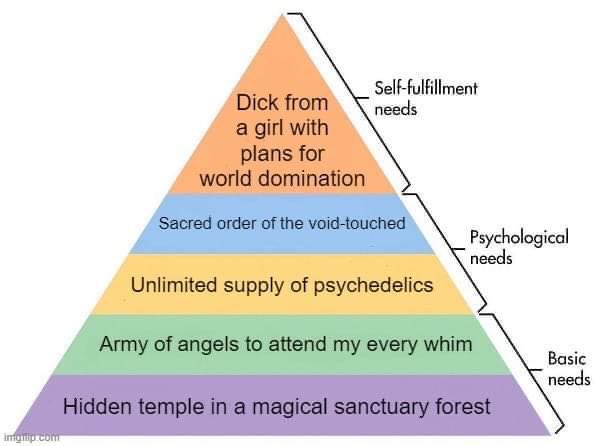 Dick from
a girl with
plans for
world domination
Self-fulfillment
needs
Sacred order of the void-touched
Psychological
needs
Unlimited supply of psychedelics
Army of angels to attend my every whim
Basic
needs
Hidden temple in a magical sanctuary forest
imgflip.com